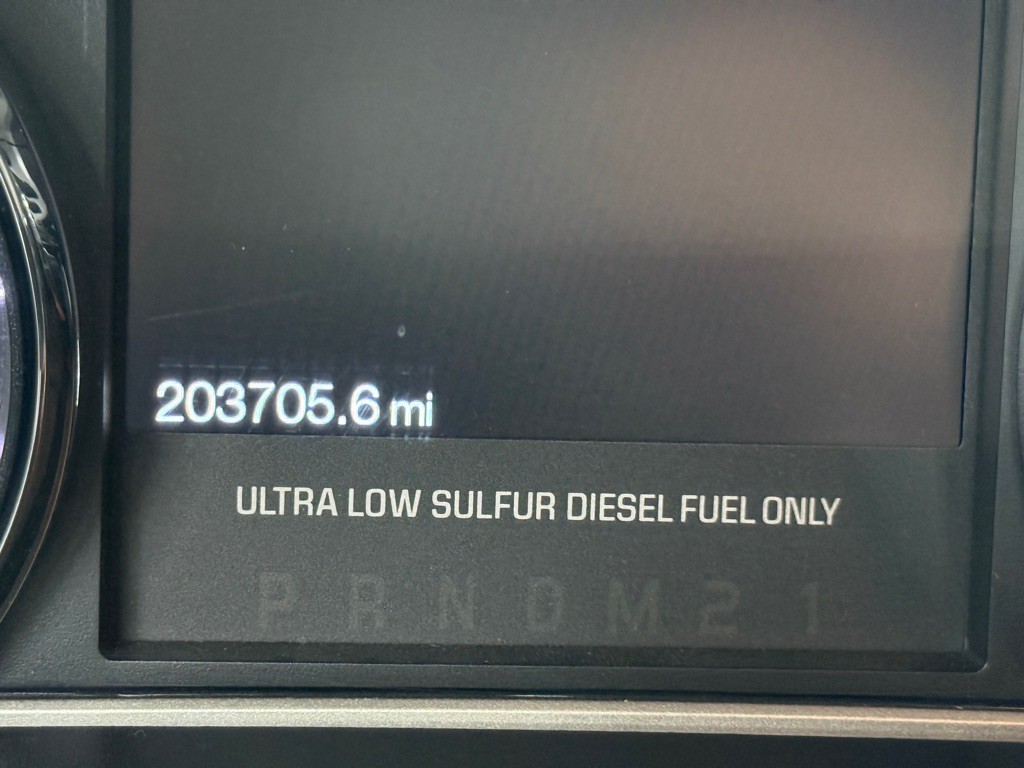 203705.6 mi
ULTRA LOW SULFUR DIESEL FUEL ONLY
P R N D M 2 1